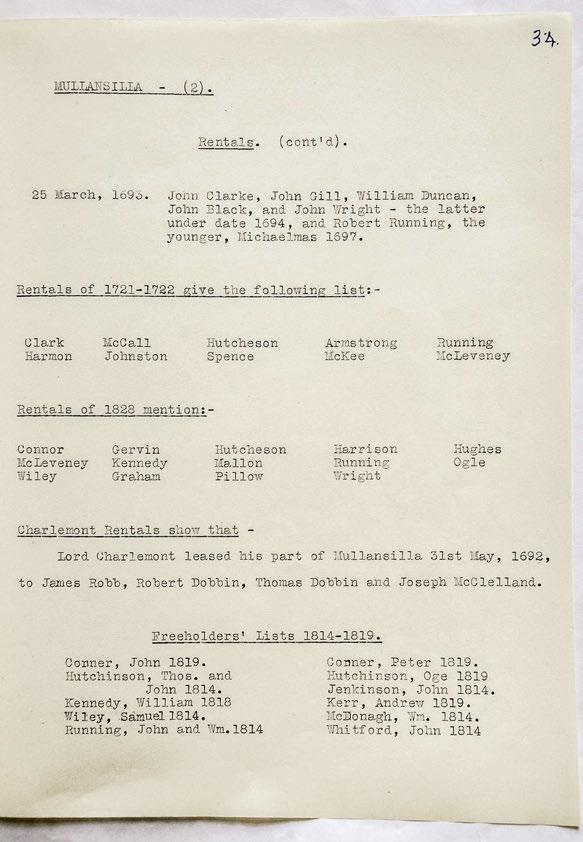 34.
MULLANSILLA - (2).
Rentals. (cont'd).
25 March, 1693. John Clarke, John Gill, William Duncan,
John Black, and John Wright - the latter
under date 1694, and Robert Running, the
younger, Michaelmas 1697.
Rentals of 1721-1722 give the following list:-
Clark McCall Hutcheson Armstrong Running
Harmon Johnston Spence McKee McLeveney
Rentals of 1828 mention:-
Connor Gervin Hutcheson Harrison Hughes
McLeveney Kennedy Mallon Running Ogle
Wiley Graham Pillow Wright
Charlemont Rentals show that -
Lord Charlemont leased his part of Mullansilla 31st May, 1692,
to James Robb, Robert Dobbin, Thomas Dobbin and Joseph McClelland.
Freeholders' Lists 1814-1819.
Conner, John 1819. Conner, Peter 1819.
Hutchinson, Thos. and Hutchinson, Oge 1819
John 1814. Jenkinson, John 1814.
Kennedy, William 1818 Kerr, Andrew 1819.
Wiley, Samuel 1814. McDonagh, Wm. 1814.
Running, John and Wm.1814 Whitford, John 1814